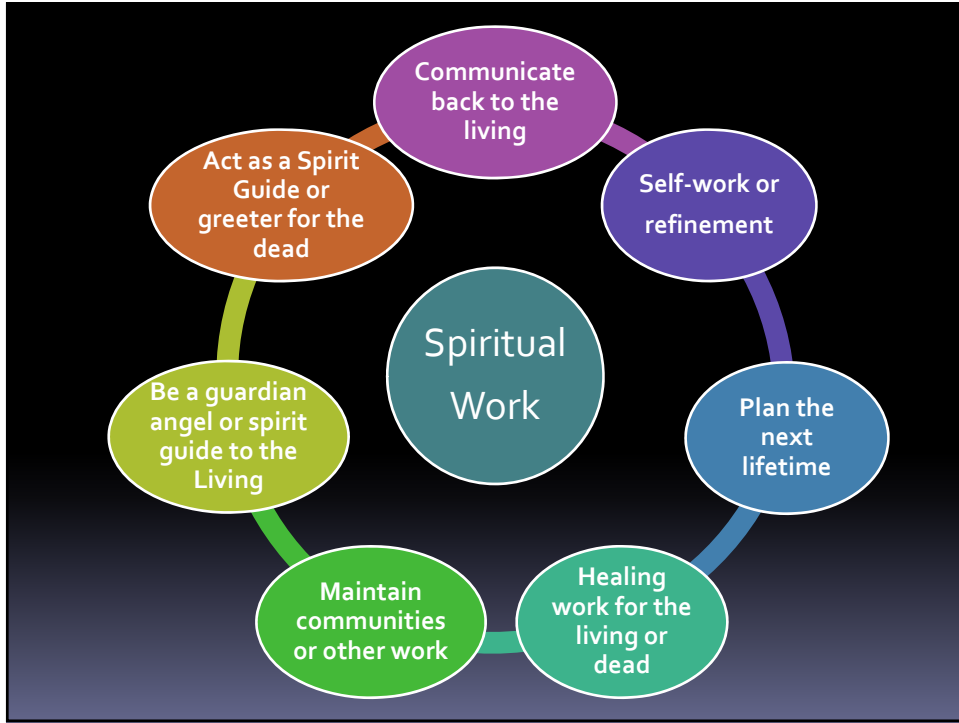 Communicate
back to the
living
Self-work or
refinement
Plan the
next
lifetime
Healing
work for the
living or
dead
Maintain
communities
or other work
Be a guardian
angel or spirit
guide to the
Living
Act as a Spirit
Guide or
greeter for the
dead
Spiritual
Work